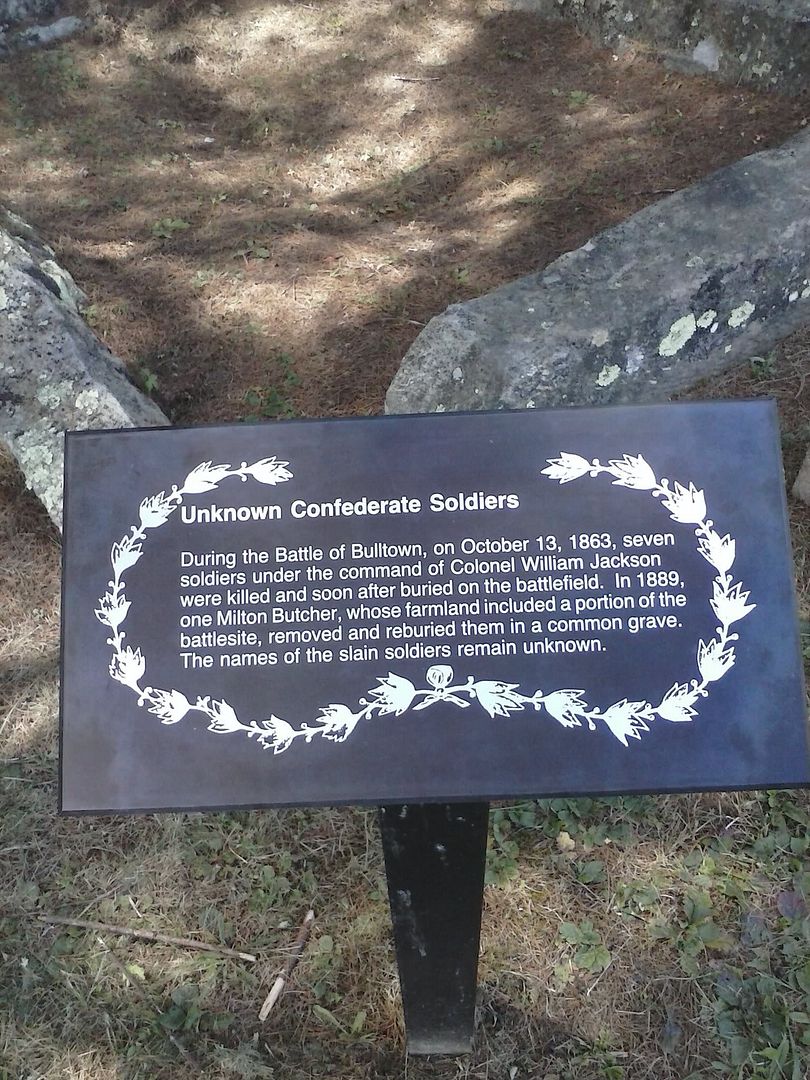 Unknown Confederate Soldiers
During the Battle of Bulltown, on October 13, 1863, seven
soldiers under the command of Colonel William Jackson
were killed and soon after buried on the battlefield. In 1889,
one Milton Butcher, whose farmland included a portion of the
battlesite, removed and reburied them in a common grave.
The names of the slain soldiers remain unknown.